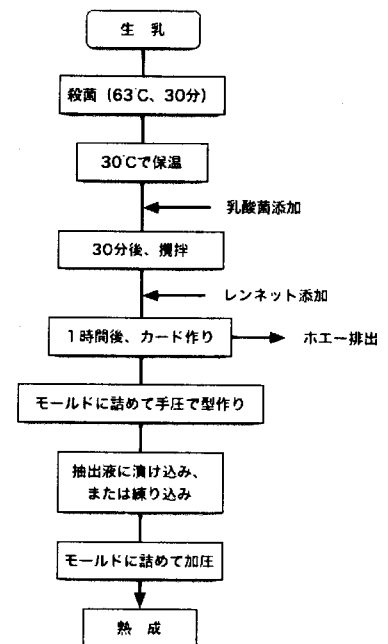 生 乳
殺菌（63℃、30分）
30℃で保温
乳酸菌添加
30分後、攪拌
レンネット添加
１時間後、カード作り
ホエー排出
モールドに詰めて手圧で型作り
抽出液に漬け込み、
または練り込み
モールドに詰めて加圧
熟 成